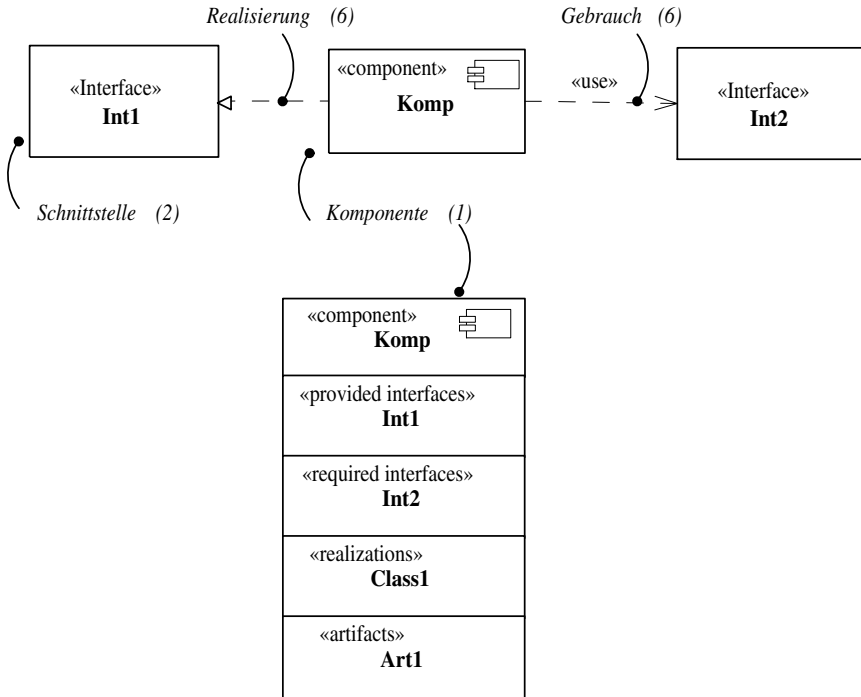 Realisierung (6)
Gebrauch (6)
«Interface»
Int1
«component»
Komp
«use»
«Interface»
Int2
Schnittstelle (2)
Komponente (1)
«component»
Komp
«provided interfaces»
Int1
«required interfaces»
Int2
«realizations»
Class1
«artifacts»
Art1